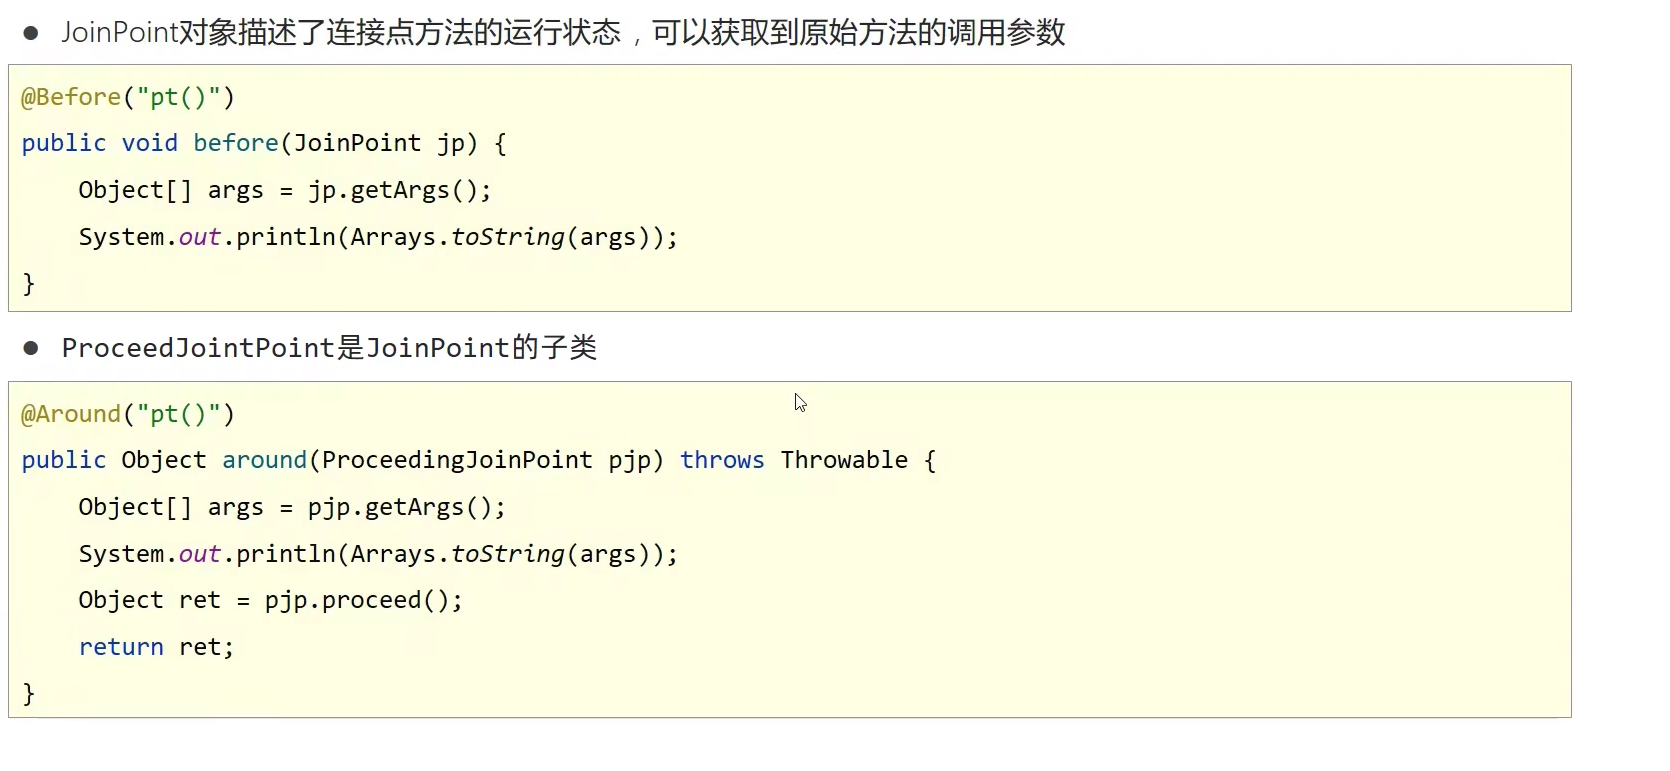 ● JoinPoint对象描述了连接点方法的运行状态，可以获取到原始方法的调用参数
@Before("pt()")
public void before(JoinPoint jp) {
    Object[] args = jp.getArgs();
    System.out.println(Arrays.toString(args));
}
● ProceedJointPoint是JoinPoint的子类
@Around("pt()")
public Object around(ProceedingJoinPoint pjp) throws Throwable {
    Object[] args = pjp.getArgs();
    System.out.println(Arrays.toString(args));
    Object ret = pjp.proceed();
    return ret;
}